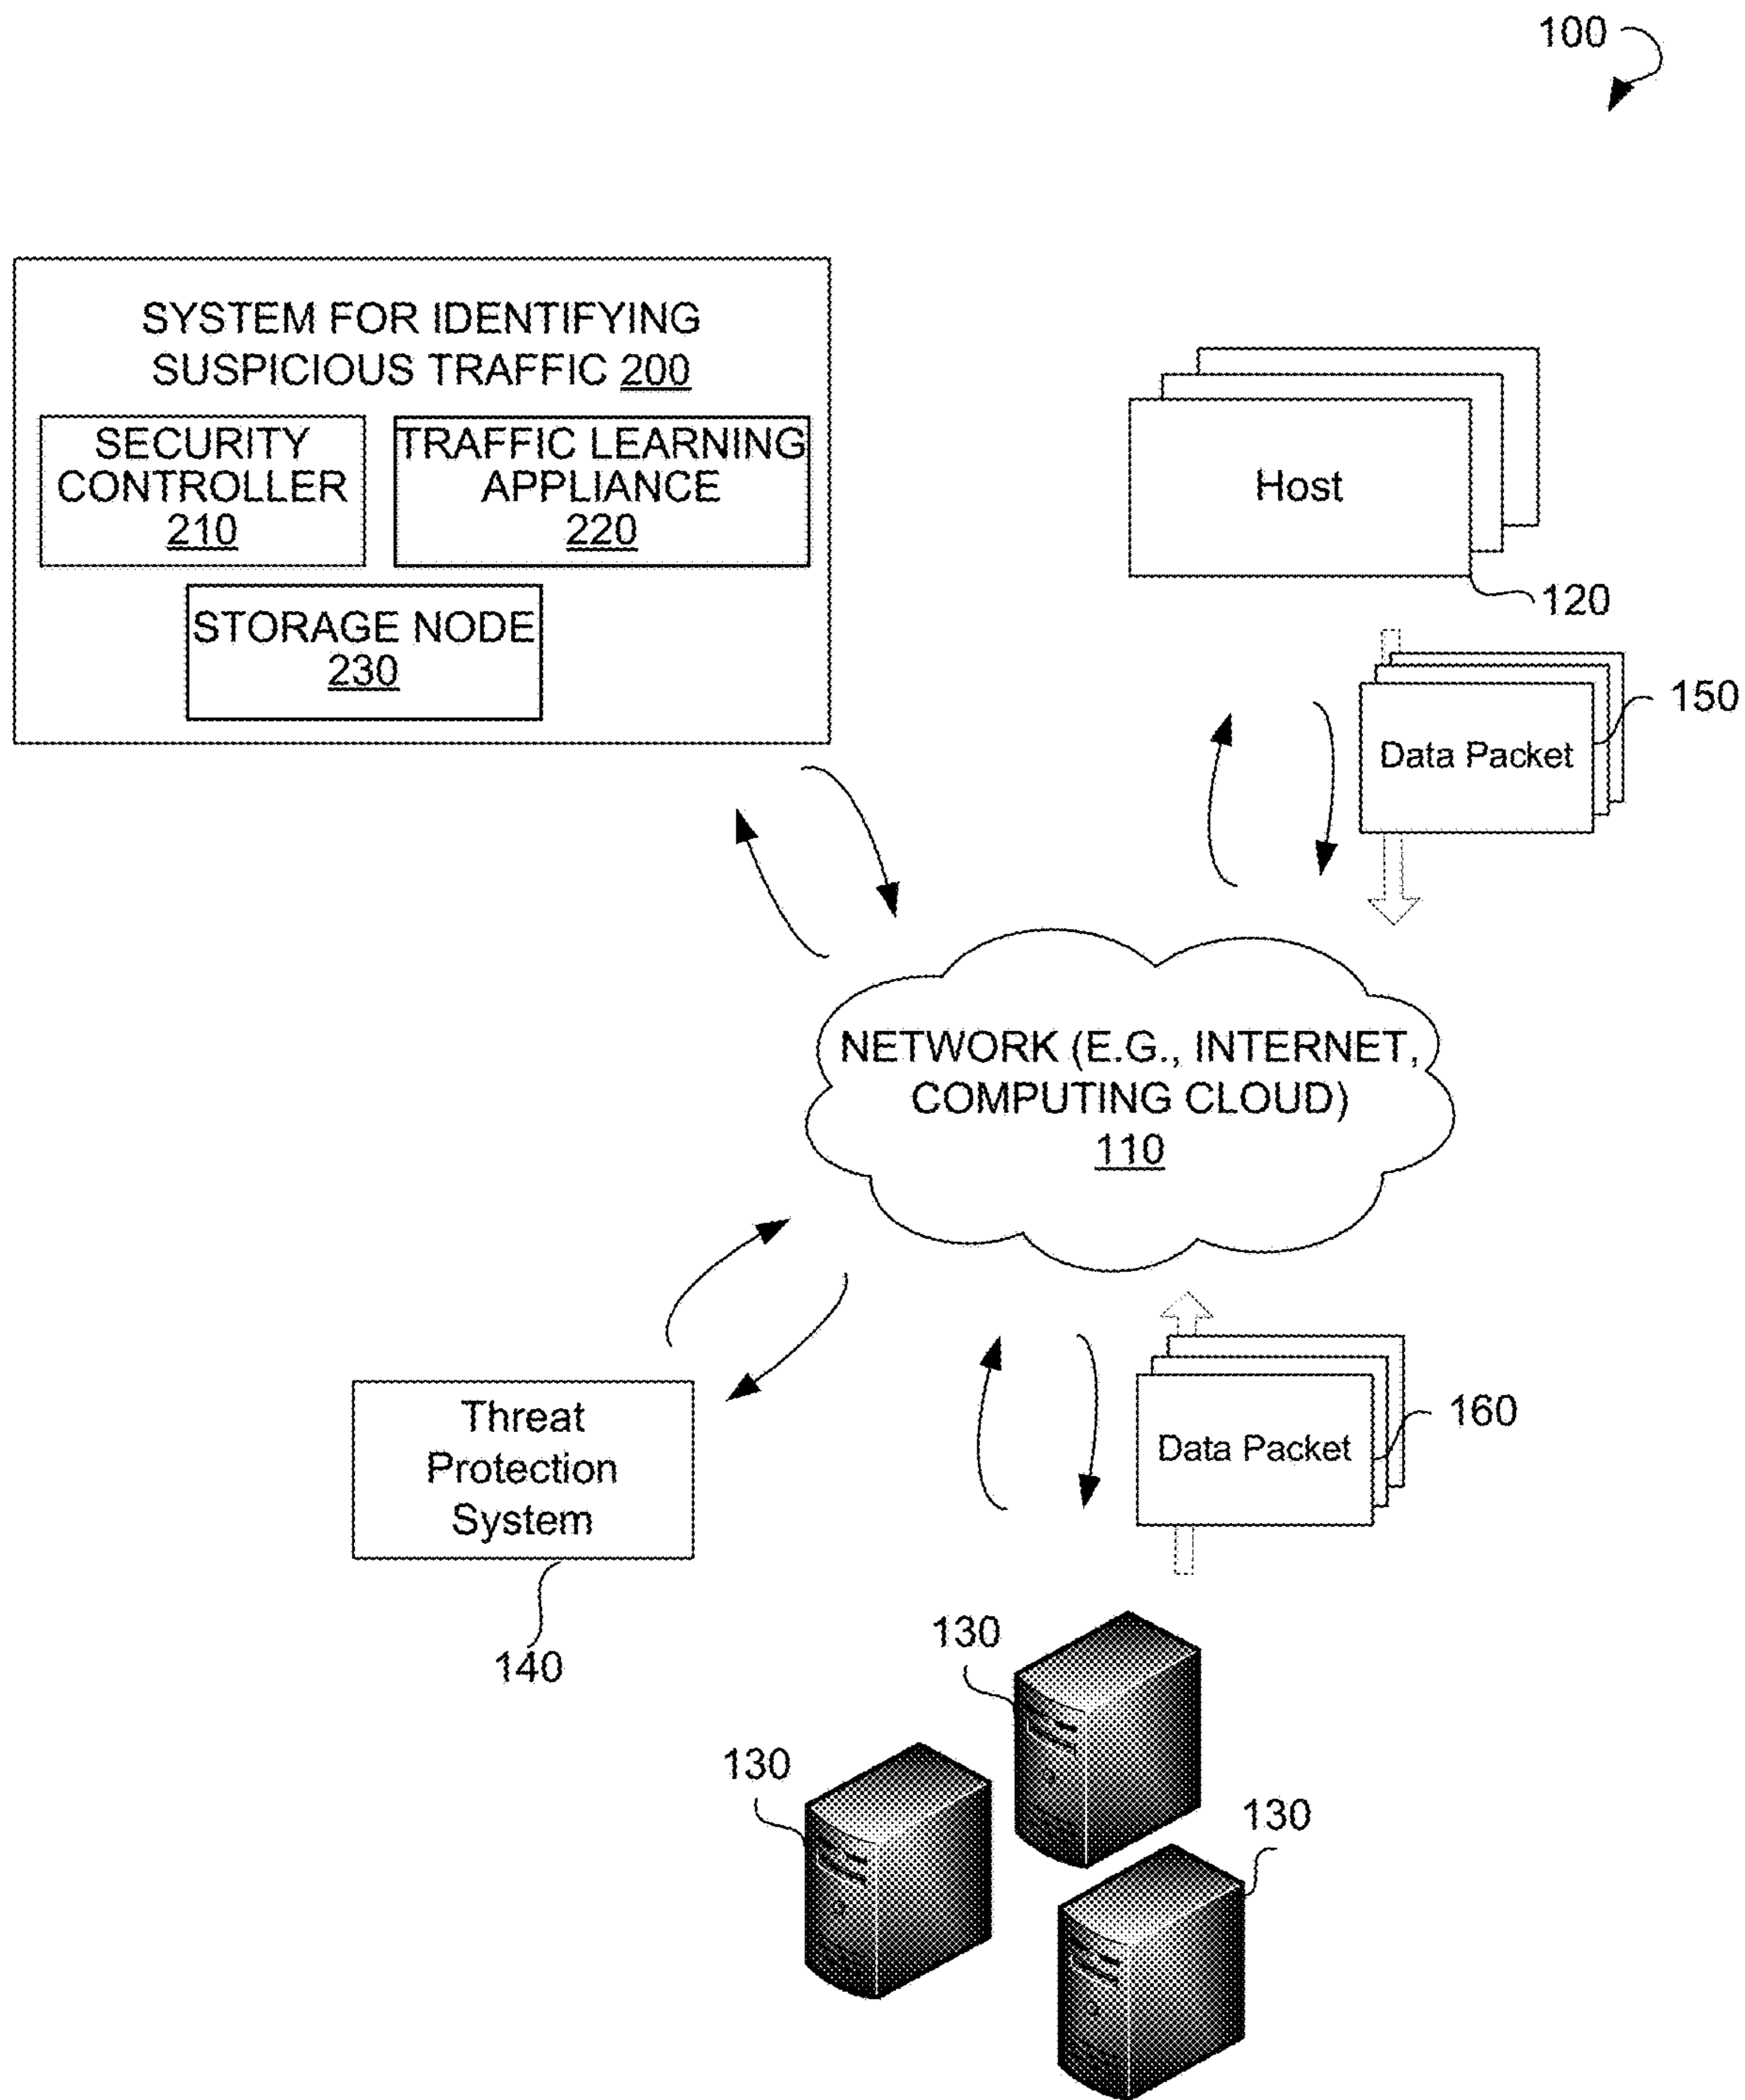 100
SYSTEM FOR IDENTIFYING
SUSPICIOUS TRAFFIC 200
SECURITY
CONTROLLER
210
TRAFFIC LEARNING
APPLIANCE
220
STORAGE NODE
230
Host
120
Data Packet
150
NETWORK (E.G., INTERNET,
COMPUTING CLOUD)
110
Threat
Protection
System
140
Data Packet
160
130
130
130